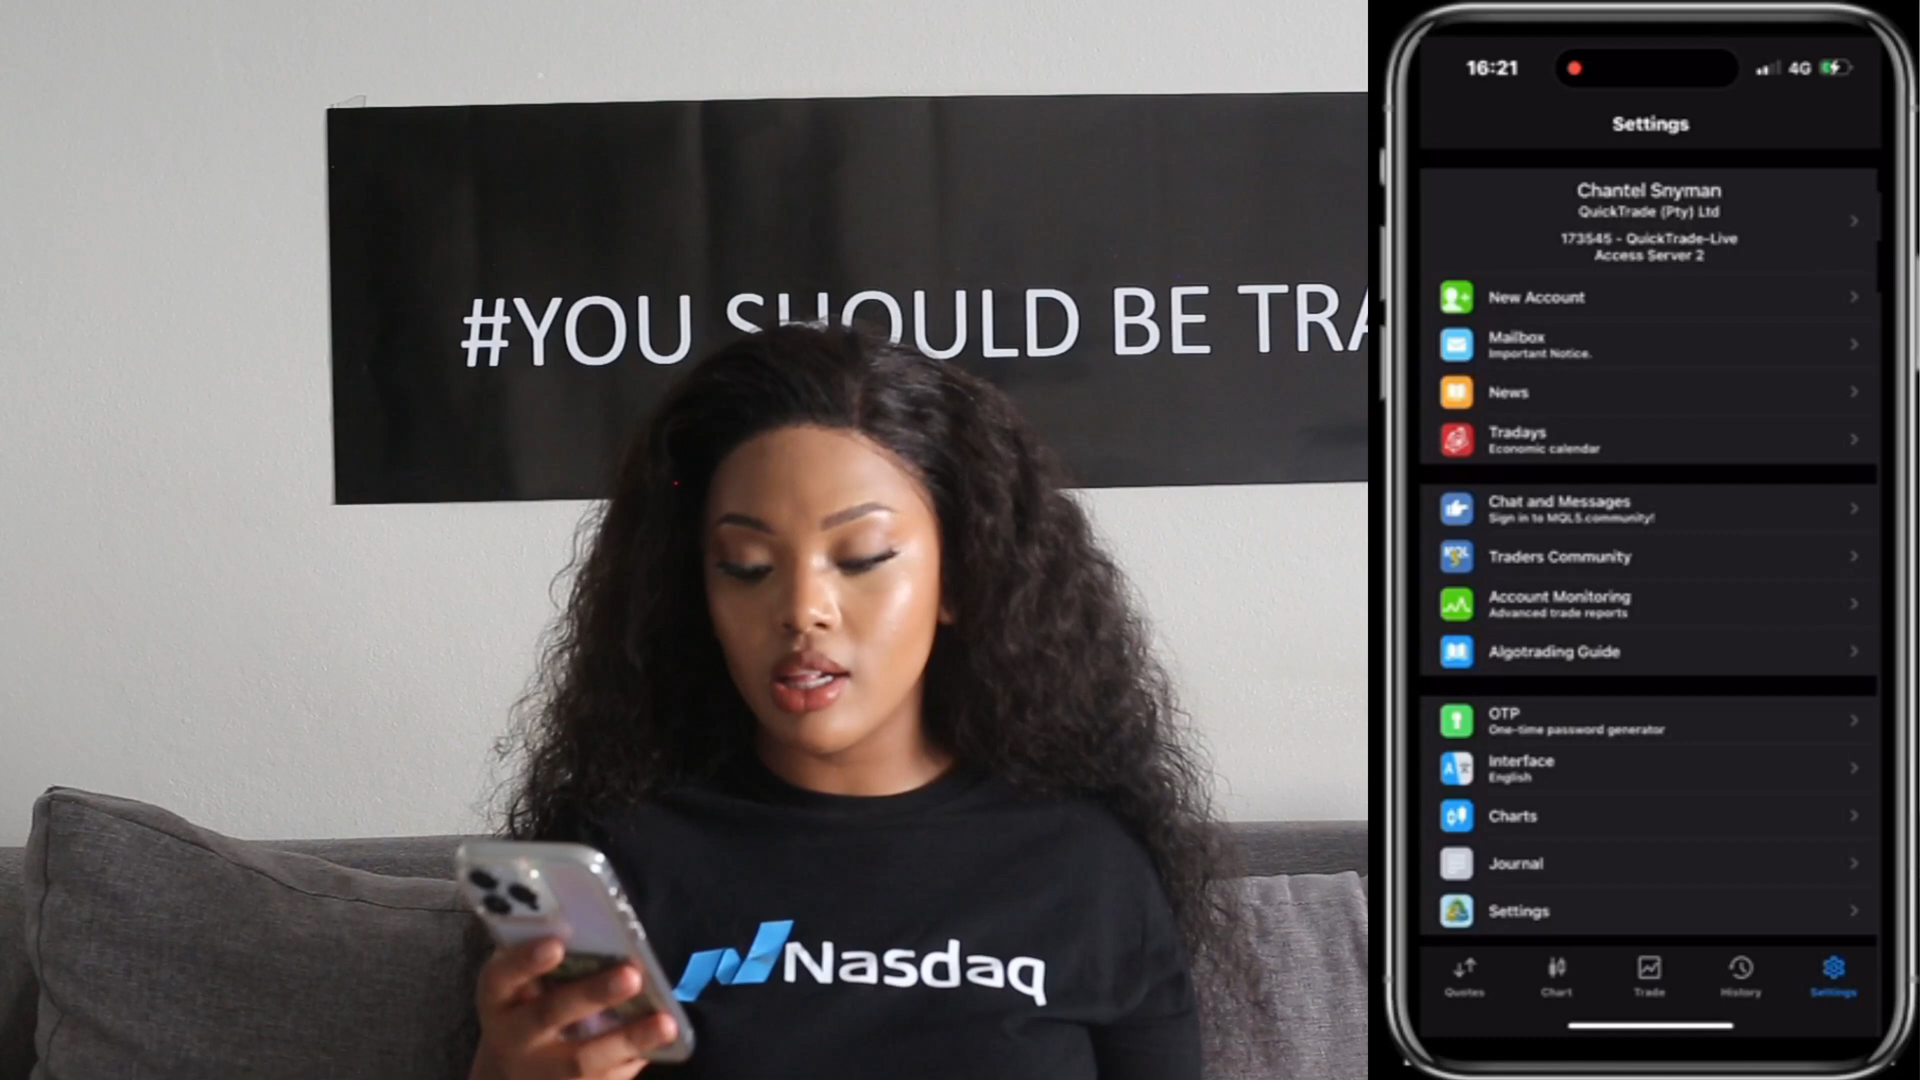 #YOU SHOULD BE TRA
Nasdaq
16:21
4G
Settings
Chantel Snyman
QuickTrade (Pty) Ltd
173545 - QuickTrade-Live
Access Server 2
New Account
Mailbox
Important Notice.
News
Tradays
Economic calendar
Chat and Messages
Sign in to MQL5.community!
Traders Community
Account Monitoring
Advanced trade reports
Algotrading Guide
OTP
One-time password generator
Interface
English
Charts
Journal
Settings
Quotes
Chart
Trade
History
Settings